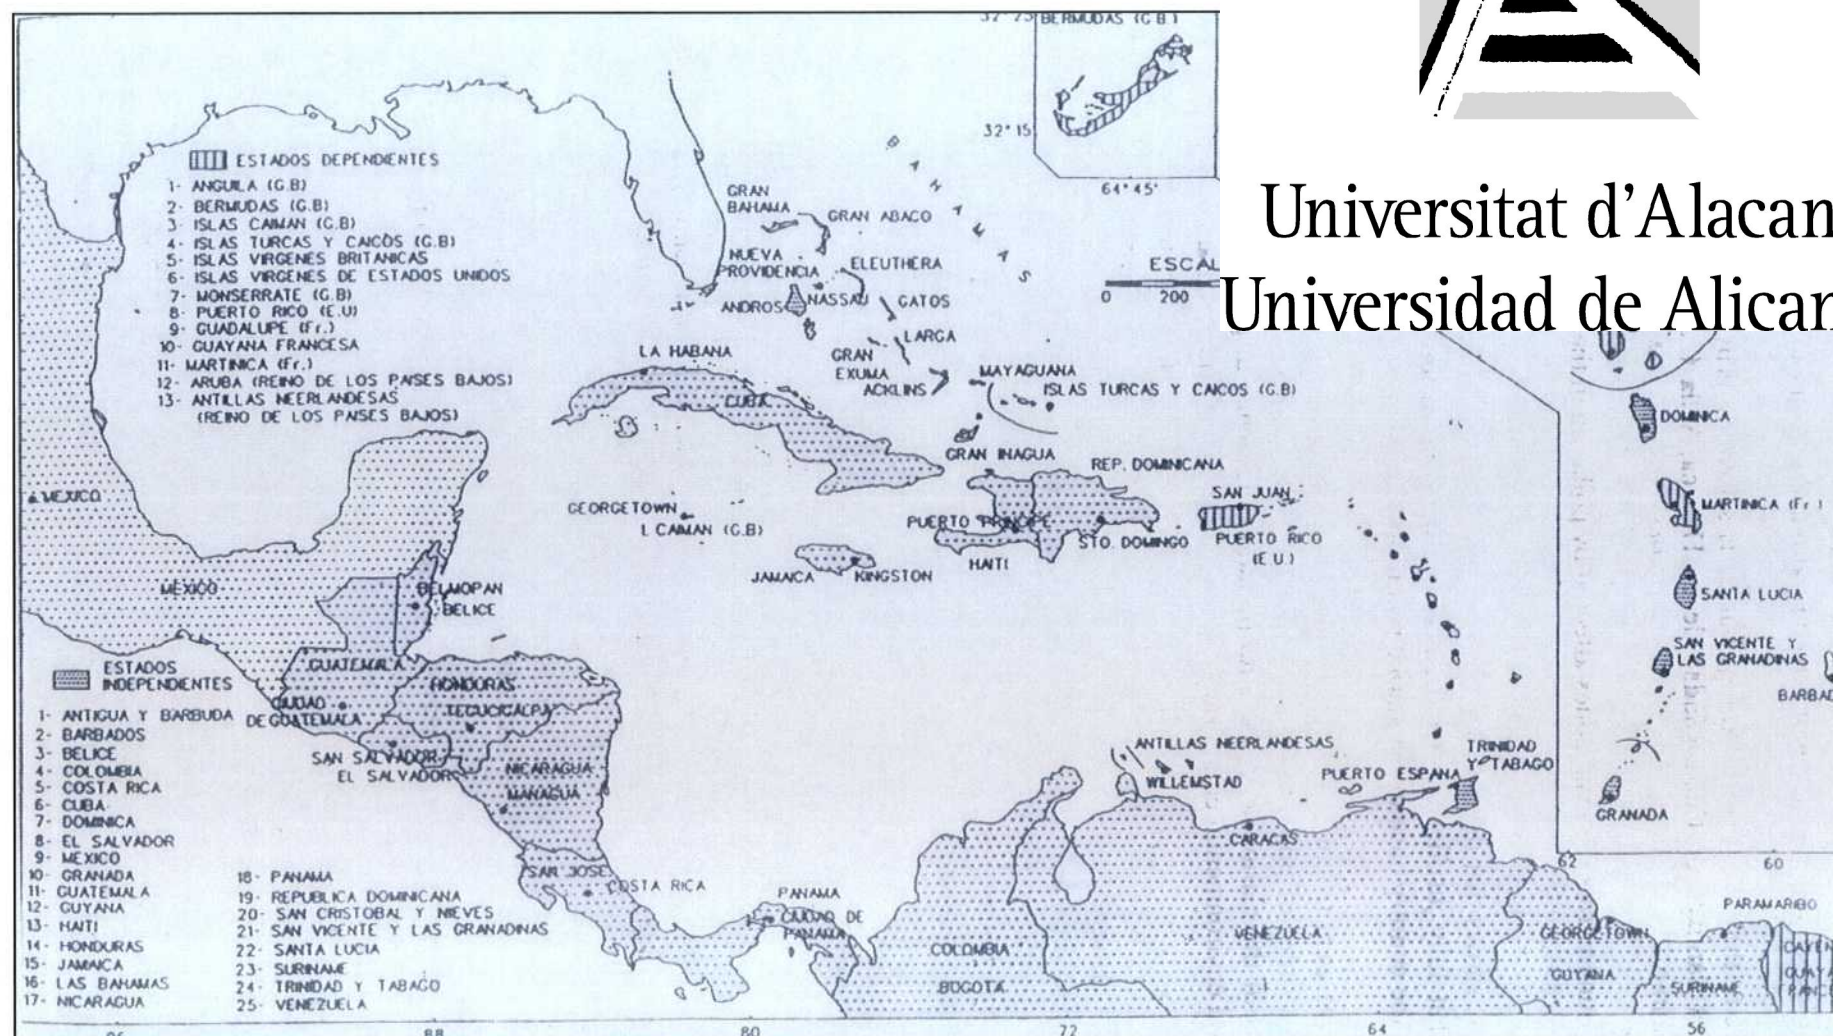 BERMUDAS (G.B.)
32° 15
64° 45'
BAHAMAS
Universitat d'Alacan
Universidad de Alican
ESTADOS DEPENDIENTES
1- ANGUILA (G.B)
2- BERMUDAS (G.B)
3- ISLAS CAIMAN (G.B)
4- ISLAS TURCAS Y CAICOS (G.B)
5- ISLAS VIRGENES BRITANICAS
6- ISLAS VIRGENES DE ESTADOS UNIDOS
7- MONSERRATE (G.B)
8- PUERTO RICO (E.U)
9- GUADALUPE (Fr.)
10- GUAYANA FRANCESA
11- MARTINICA (Fr.)
12- ARUBA (REINO DE LOS PAISES BAJOS)
13- ANTILLAS NEERLANDESAS
(REINO DE LOS PAISES BAJOS)
GRAN
BAHAMA
GRAN ABACO
NUEVA
PROVIDENCIA
ELEUTHERA
ANDROS
NASSAU
GATOS
LARGA
GRAN
EXUMA
ACKLINS
MAYAGUANA
ISLAS TURCAS Y CAICOS (G.B)
GRAN INAGUA
ESCAL
0 200
LA HABANA
CUBA
REP. DOMINICANA
SAN JUAN
PUERTO RICO
(E.U.)
GEORGETOWN
I. CAIMAN (G.B)
PUERTO PRINCIPE
STO. DOMINGO
HAITI
JAMAICA
KINGSTON
MEXICO
MEXICO
BELMOPAN
BELICE
GUATEMALA
CIUDAD
DE GUATEMALA
HONDURAS
TEGUCIGALPA
SAN SALVADOR
EL SALVADOR
NICARAGUA
MANAGUA
SAN JOSE
COSTA RICA
PANAMA
CIUDAD DE
PANAMA
ANTILLAS NEERLANDESAS
WILLEMSTAD
PUERTO ESPANA
TRINIDAD
Y TABAGO
CARACAS
COLOMBIA
BOGOTA
VENEZUELA
GEORGETOWN
GUYANA
PARAMARIBO
SURINAME
DOMINICA
MARTINICA (Fr.)
SANTA LUCIA
SAN VICENTE Y
LAS GRANADINAS
BARBAD
GRANADA
62 60
ESTADOS
INDEPENDIENTES
1- ANTIGUA Y BARBUDA
2- BARBADOS
3- BELICE
4- COLOMBIA
5- COSTA RICA
6- CUBA
7- DOMINICA
8- EL SALVADOR
9- MEXICO
10- GRANADA
11- GUATEMALA
12- GUYANA
13- HAITI
14- HONDURAS
15- JAMAICA
16- LAS BAHAMAS
17- NICARAGUA
18- PANAMA
19- REPUBLICA DOMINICANA
20- SAN CRISTOBAL Y NIEVES
21- SAN VICENTE Y LAS GRANADINAS
22- SANTA LUCIA
23- SURINAME
24- TRINIDAD Y TABAGO
25- VENEZUELA
88 80 72 64 56